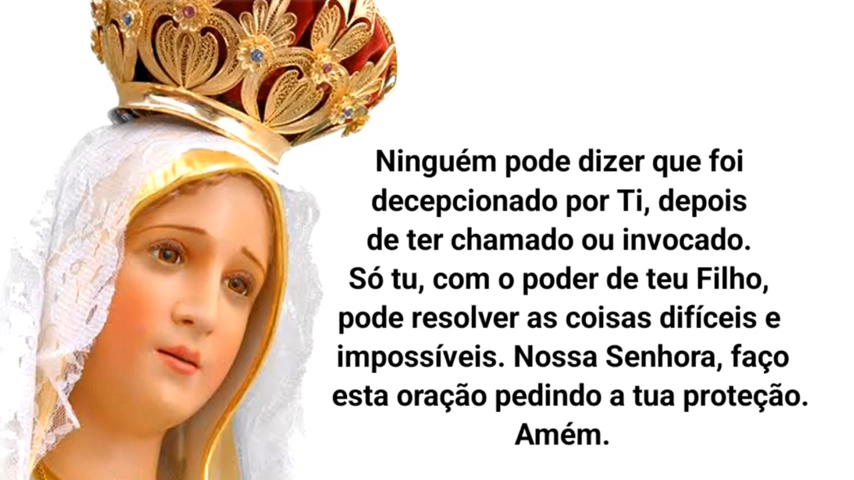 Ninguém pode dizer que foi
decepcionado por Ti, depois
de ter chamado ou invocado.
Só tu, com o poder de teu Filho,
pode resolver as coisas difíceis e
impossíveis. Nossa Senhora, faço
esta oração pedindo a tua proteção.
Amém.